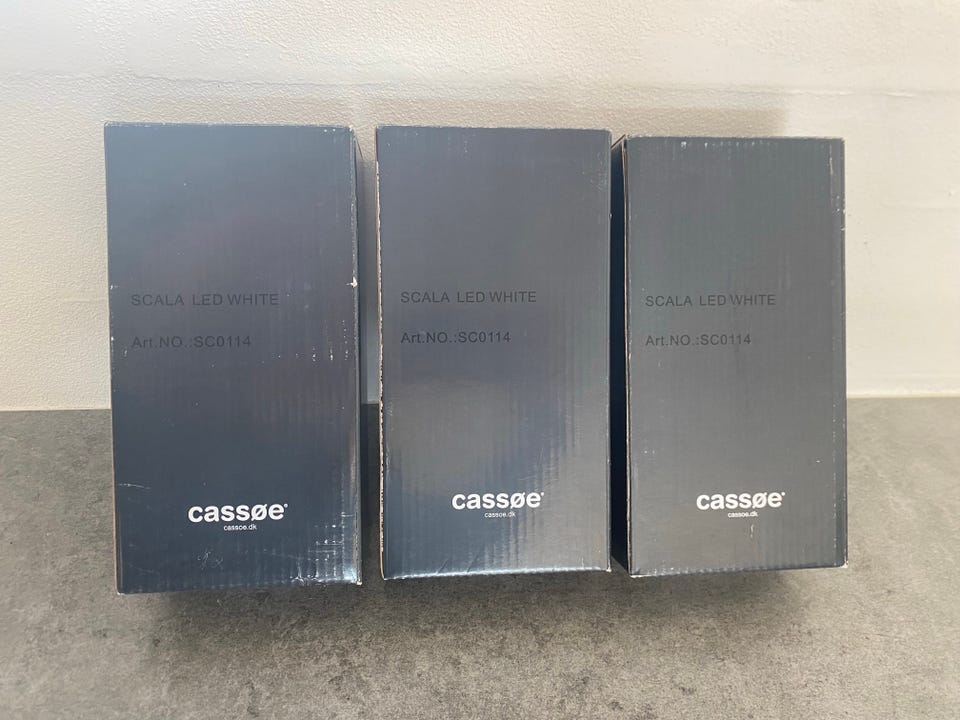 SCALA LED WHITE
Art.NO.:SC0114
cassøe®
cassoe.dk
SCALA LED WHITE
Art.NO.:SC0114
cassøe®
cassoe.dk
SCALA LED WHITE
Art.NO.:SC0114
cassøe®
cassoe.dk